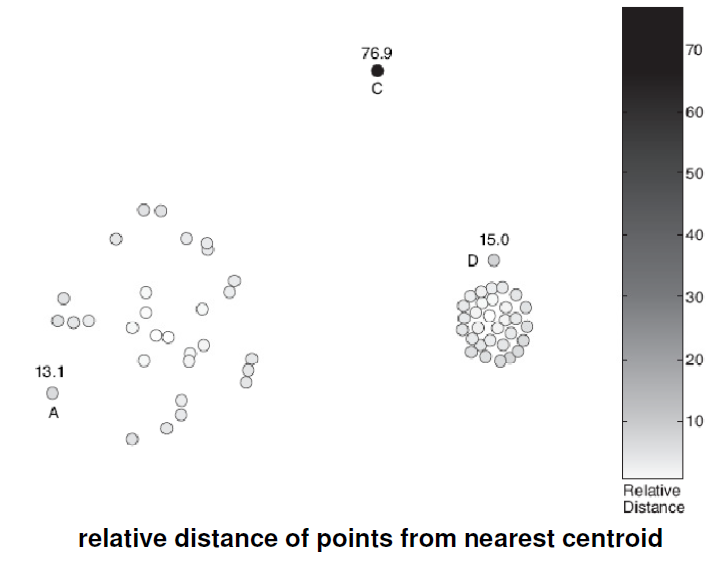 76.9
C
70
60
50
40
30
20
10
15.0
D
13.1
A
Relative
Distance
relative distance of points from nearest centroid